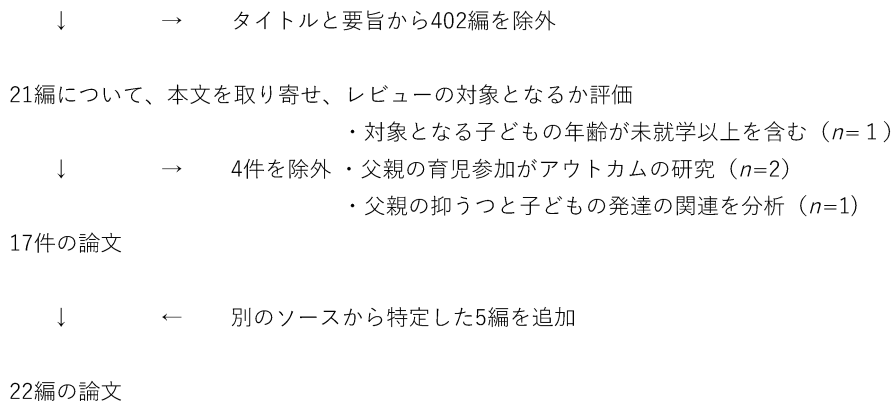 ↓ → タイトルと要旨から402編を除外
21編について、本文を取り寄せ、レビューの対象となるか評価
・対象となる子どもの年齢が未就学以上を含む（n=１）
↓ → 4件を除外 ・父親の育児参加がアウトカムの研究（n=2）
・父親の抑うつと子どもの発達の関連を分析（n=1）
17件の論文
↓ ← 別のソースから特定した5編を追加
22編の論文